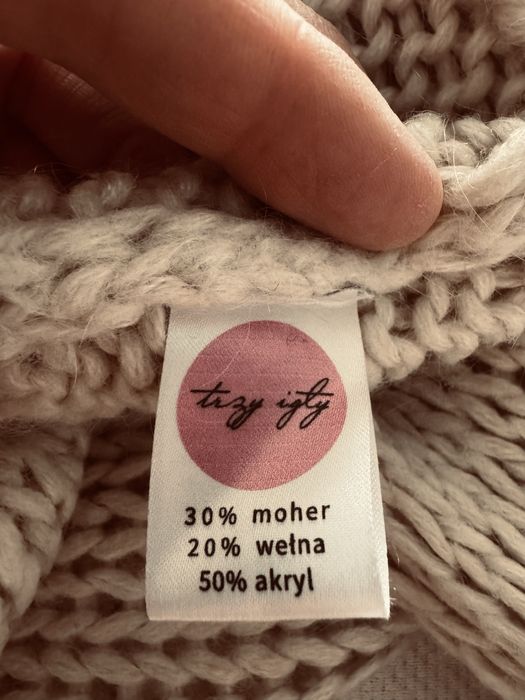 trzy igły
30% moher
20% wełna
50% akryl